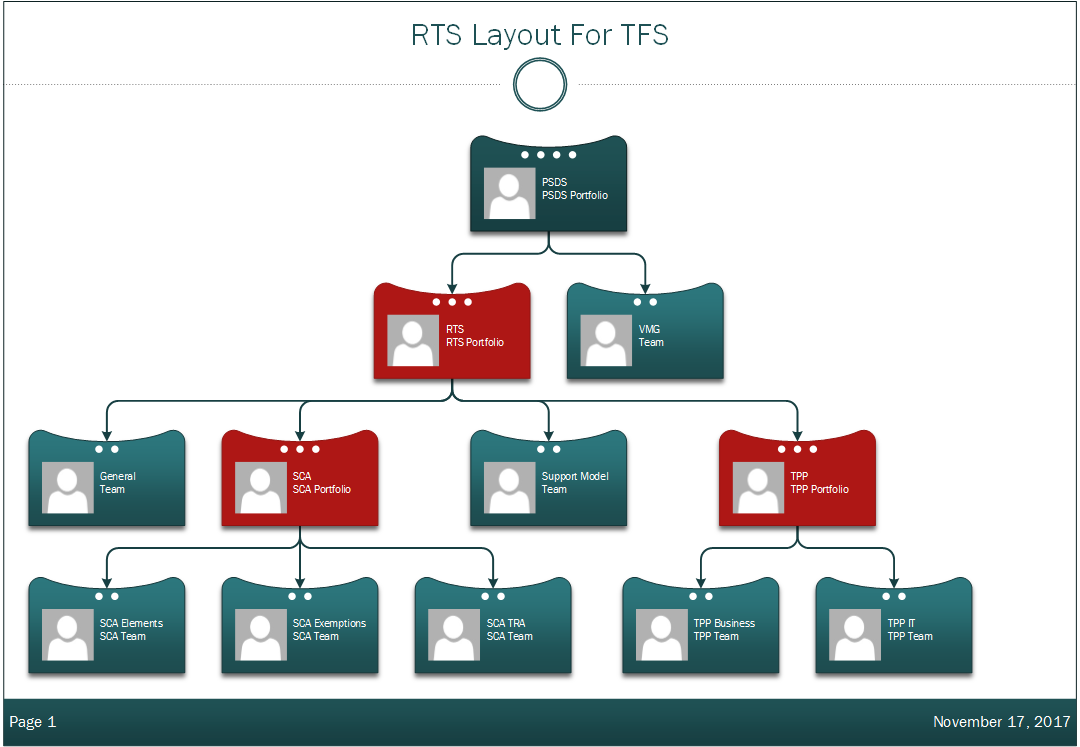 RTS Layout For TFS
PSDS
PSDS Portfolio
RTS
RTS Portfolio
VMG
Team
General
Team
SCA
SCA Portfolio
Support Model
Team
TPP
TPP Portfolio
SCA Elements
SCA Team
SCA Exemptions
SCA Team
SCA TRA
SCA Team
TPP Business
TPP Team
TPP IT
TPP Team
Page 1
November 17, 2017